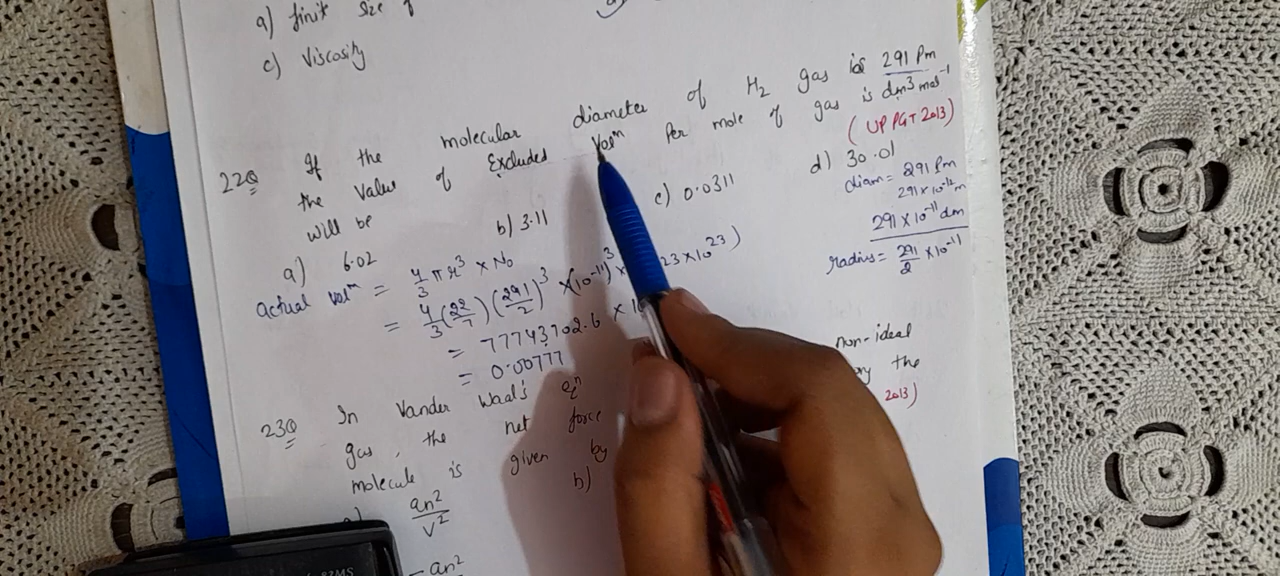 a) finit size of
c) Viscosity
22Q If the molecular diameter of H2 gas is 291 Pm
the value of Excluded Volm Per mole of gas is dm³ mol⁻¹
will be (UP PGT 2013)
a) 6.02 b) 3.11 c) 0.0311 d) 30.01
diam = 291 Pm
291 × 10⁻¹² m
291 × 10⁻¹¹ dm
radius = 291/2 × 10⁻¹¹
actual volm = 4/3 π r³ × N₀
= 4/3 (22/7) (291/2)³ × (10⁻¹¹)³ × 23 × 10²³)
= 77743702.6 × 10
= 0.00777
23Q In Vander Waal's eqn non-ideal
gas, the net force the
molecule is given by 2013)
b)
an²/V²
-an²
82MS